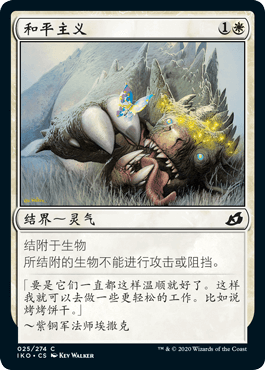 和平主义 1
结界～灵气
结附于生物
所结附的生物不能进行攻击或阻挡。
「要是它们一直都这样温顺就好了。这样
我就可以去做一些更轻松的工作。比如说
烤烤饼干。」
～紫铜军法师埃撒克
025/274 C
IKO • CS KEV WALKER
™ & © 2020 Wizards of the Coast